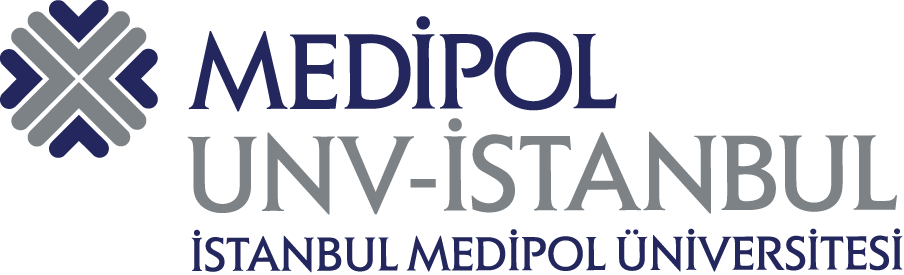 MEDİPOL
UNV-İSTANBUL
İSTANBUL MEDİPOL ÜNİVERSİTESİ